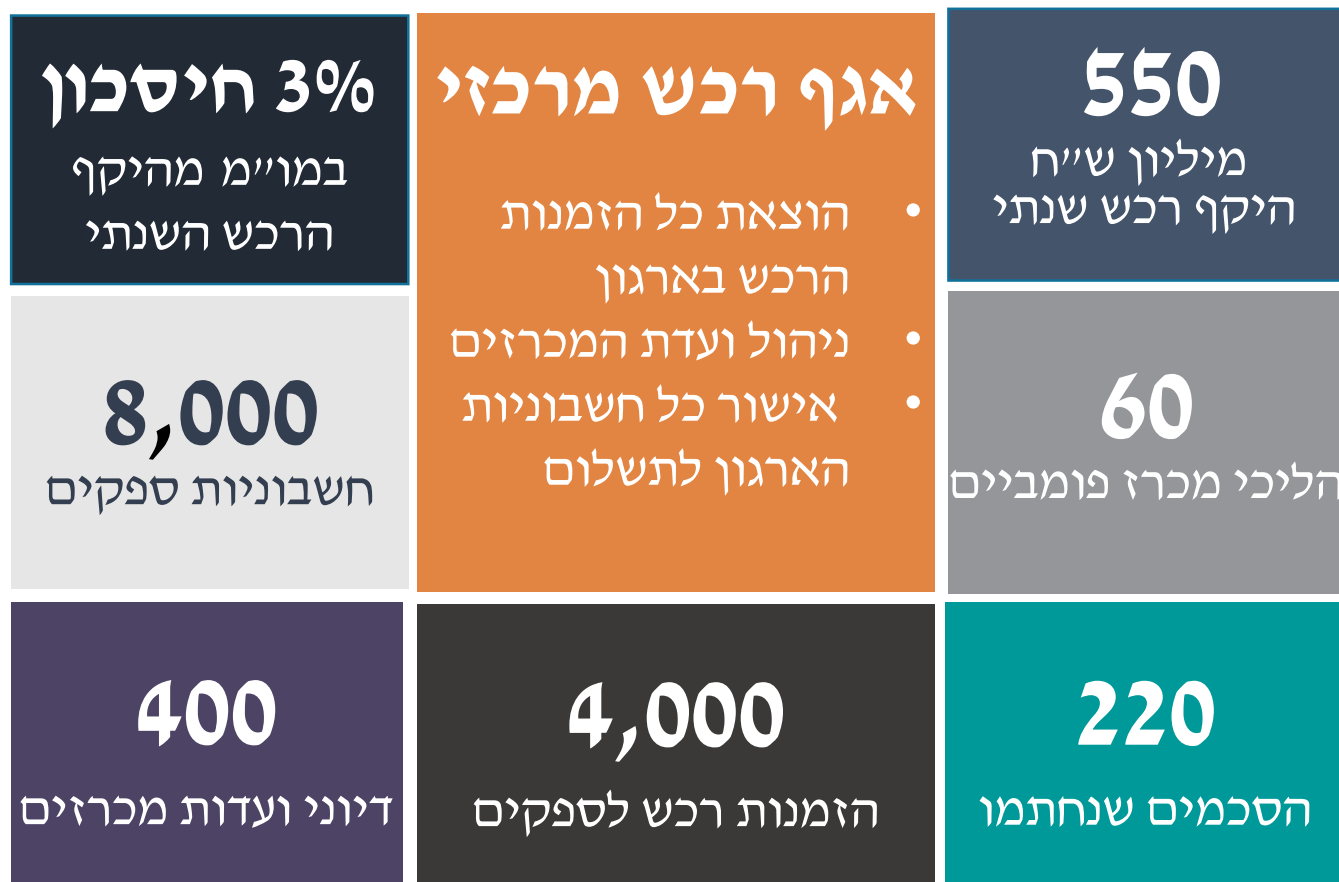 550
מיליון ש״ח
היקף רכש שנתי
אגף רכש מרכזי
• הוצאת כל הזמנות
הרכש בארגון
• ניהול ועדת המכרזים
• אישור כל חשבוניות
הארגון לתשלום
3% חיסכון
במו״מ מהיקף
הרכש השנתי
60
הליכי מכרז פומביים
8,000
חשבוניות ספקים
220
הסכמים שנחתמו
4,000
הזמנות רכש לספקים
400
דיוני ועדות מכרזים